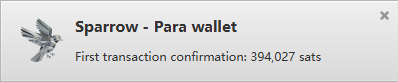 Sparrow - Para wallet
First transaction confirmation: 394,027 sats